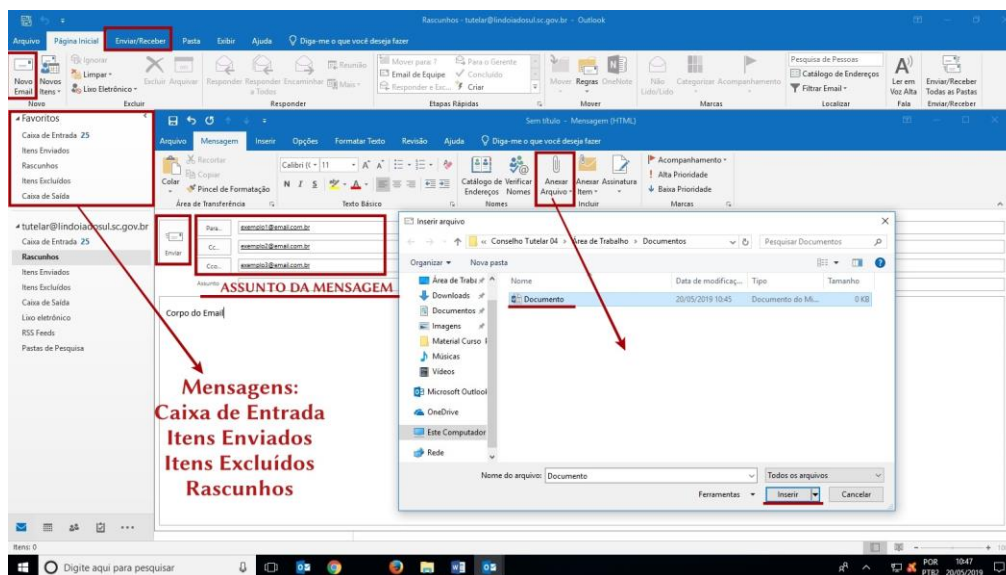 Rascunhos - tutelar@lindoiadosul.sc.gov.br - Outlook
Arquivo Página Inicial Enviar/Receber Pasta Exibir Ajuda Diga-me o que você deseja fazer
Novo Email
Novos Itens
Ignorar
Limpar
Lixo Eletrônico
Excluir Arquivar
Responder Responder a Todos Encaminhar
Reunião
Mais
Mover para: ?
Email de Equipe
Responder e Exc...
Para o Gerente
Concluído
Criar
Mover Regras OneNote
Não Lido/Lido Categorizar Acompanhamento
Pesquisa de Pessoas
Catálogo de Endereços
Filtrar Email
Ler em Voz Alta
Enviar/Receber Todas as Pastas
Novo Excluir Responder Etapas Rápidas Mover Marcas Localizar Fala Enviar/Receber
Favoritos
Caixa de Entrada 25
Itens Enviados
Rascunhos
Itens Excluídos
Caixa de Saída
tutelar@lindoiadosul.sc.gov.br
Caixa de Entrada 25
Rascunhos
Itens Enviados
Itens Excluídos
Caixa de Saída
Lixo eletrônico
RSS Feeds
Pastas de Pesquisa
Sem título - Mensagem (HTML)
Arquivo Mensagem Inserir Opções Formatar Texto Revisão Ajuda Diga-me o que você deseja fazer
Colar
Recortar
Copiar
Pincel de Formatação
Calibri (C 11
N I S
Catálogo de Endereços
Verificar Nomes
Anexar Arquivo
Anexar Item
Assinatura
Acompanhamento
Alta Prioridade
Baixa Prioridade
Área de Transferência Texto Básico Nomes Incluir Marcas
Enviar
Para... exemplo1@email.com.br
Cc... exemplo2@email.com.br
Cco... exemplo3@email.com.br
Assunto ASSUNTO DA MENSAGEM
Corpo do Email
Inserir arquivo
« Conselho Tutelar 04 > Área de Trabalho > Documentos
Pesquisar Documentos
Organizar Nova pasta
Área de Traba
Downloads
Documentos
Imagens
Material Curso
Músicas
Vídeos
Microsoft Outlool
OneDrive
Este Computador
Rede
Nome Data de modificaç... Tipo Tamanho
Documento 20/05/2019 10:45 Documento do Mi... 0 KB
Nome do arquivo: Documento
Todos os arquivos
Ferramentas Inserir Cancelar
Mensagens:
Caixa de Entrada
Itens Enviados
Itens Excluídos
Rascunhos
Itens: 0
Digite aqui para pesquisar
POR
PTB2
10:47
20/05/2019